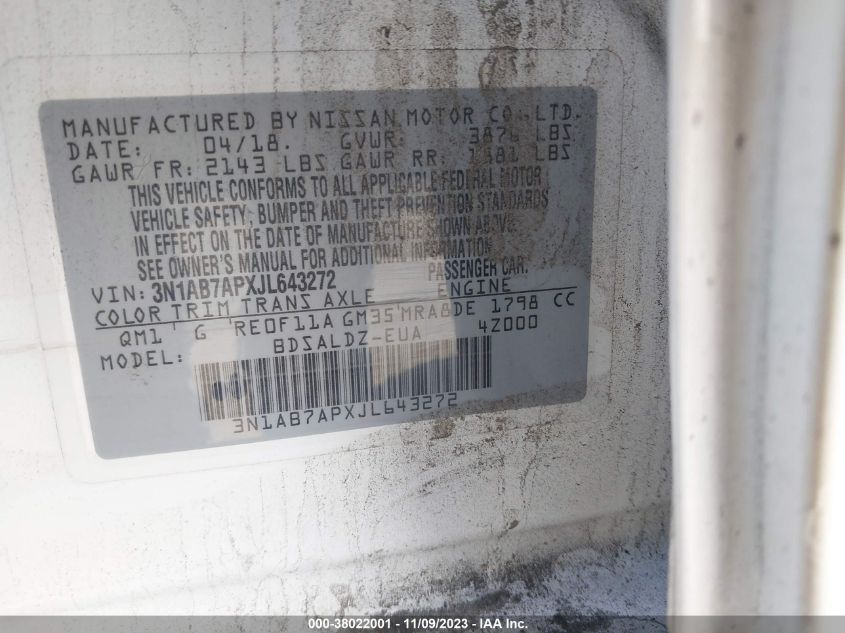 MANUFACTURED BY NISSAN MOTOR CO.,LTD.
DATE: 04/18. GVWR: 3874 LBS
GAWR FR: 2143 LBS GAWR RR: 1581 LBS
THIS VEHICLE CONFORMS TO ALL APPLICABLE FEDERAL MOTOR
VEHICLE SAFETY, BUMPER AND THEFT PREVENTION STANDARDS
IN EFFECT ON THE DATE OF MANUFACTURE SHOWN ABOVE.
SEE OWNER'S MANUAL FOR ADDITIONAL INFORMATION.
VIN: 3N1AB7APXJL643272 PASSENGER CAR.
COLOR TRIM TRANS AXLE ENGINE
QM1 G RE0F11A GM35 MRA8DE 1798 CC
MODEL: BDSALDZ-EUA 4Z000
3N1AB7APXJL643272
000-38022001 - 11/09/2023 - IAA, Inc.